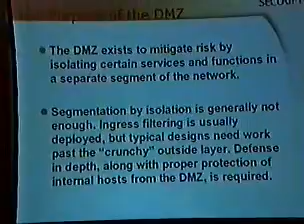 of the DMZ
The DMZ exists to mitigate risk by
isolating certain services and functions in
a separate segment of the network.
Segmentation by isolation is generally not
enough. Ingress filtering is usually
deployed, but typical designs need work
past the "crunchy" outside layer. Defense
in depth, along with proper protection of
internal hosts from the DMZ, is required.